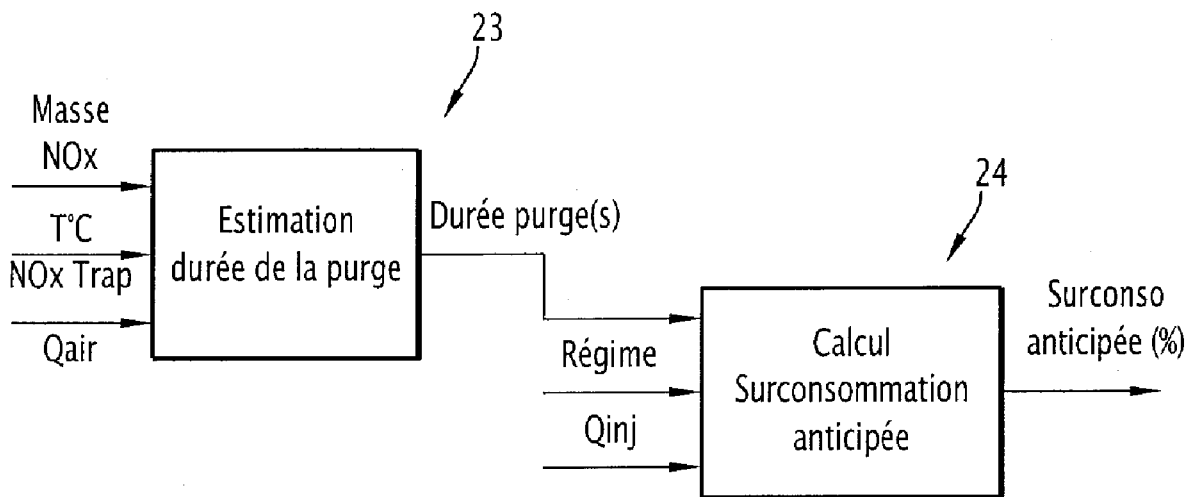 23
Masse
NOx
T°C
NOx Trap
Qair
Estimation
durée de la purge
Durée purge(s)
24
Régime
Qinj
Calcul
Surconsommation
anticipée
Surconso
anticipée (%)